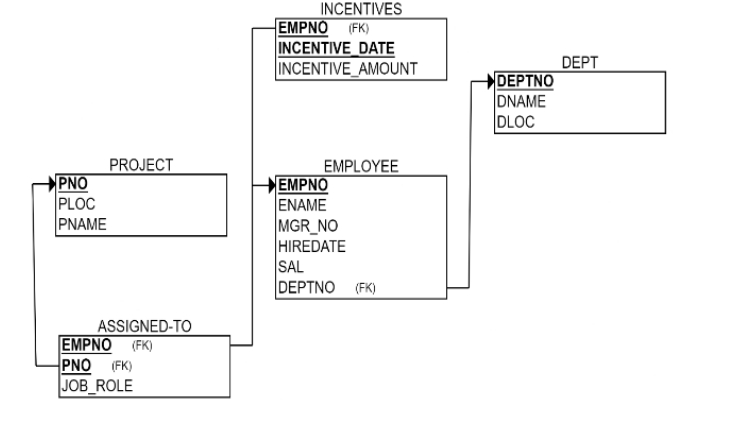 INCENTIVES
EMPNO (FK)
INCENTIVE_DATE
INCENTIVE_AMOUNT
DEPT
DEPTNO
DNAME
DLOC
PROJECT
PNO
PLOC
PNAME
EMPLOYEE
EMPNO
ENAME
MGR_NO
HIREDATE
SAL
DEPTNO (FK)
ASSIGNED-TO
EMPNO (FK)
PNO (FK)
JOB_ROLE